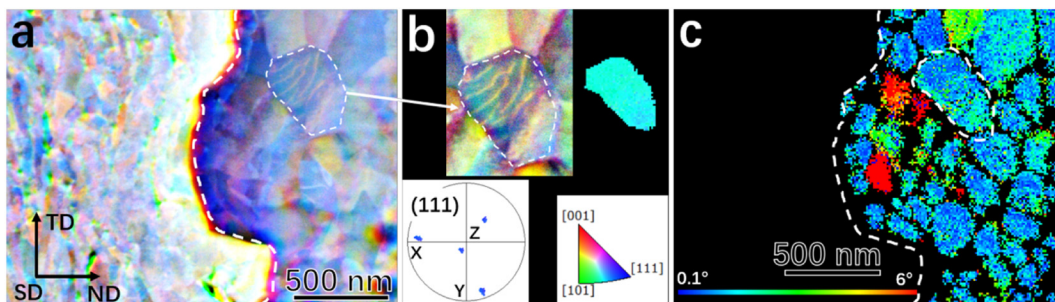 a
TD
SD
ND
500 nm
b
(111)
Z
X
Y
[001]
[111]
[101]
c
500 nm
0.1°
6°